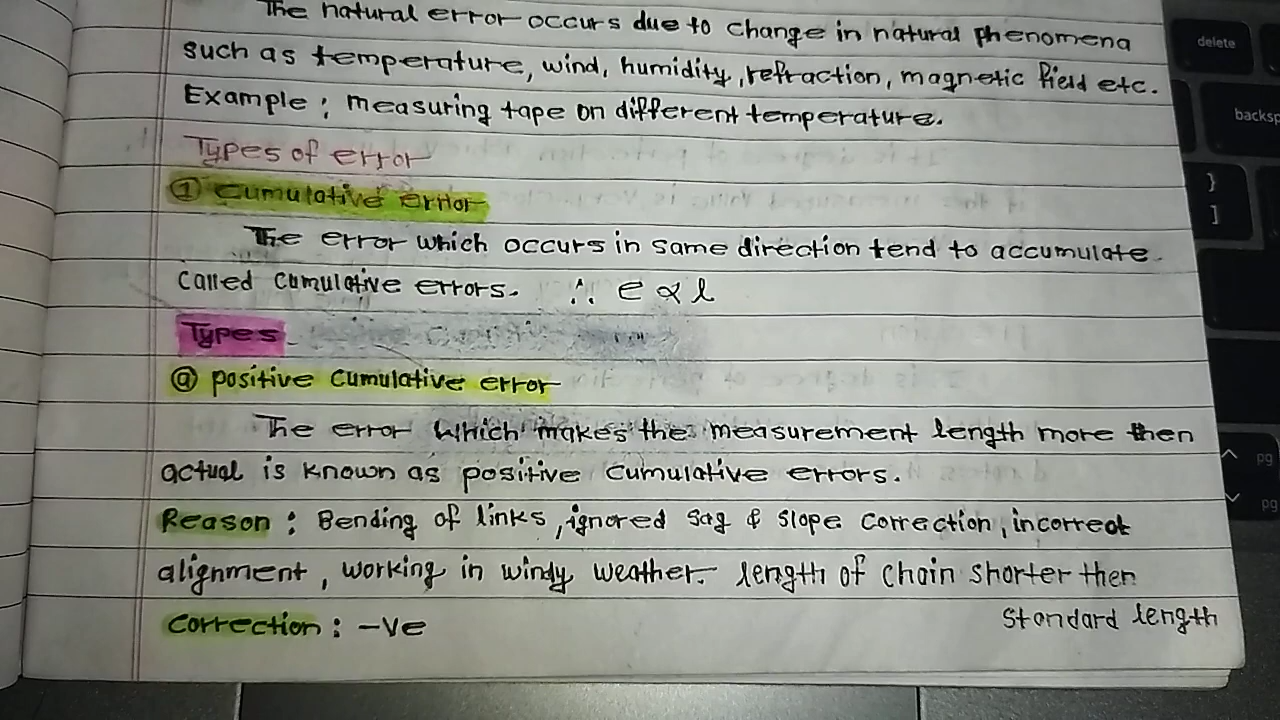 The natural error occurs due to change in natural phenomena
such as temperature, wind, humidity, refraction, magnetic field etc.
Example: measuring tape on different temperature.
Types of error
① Cumulative error
The error which occurs in same direction tend to accumulate
called cumulative errors. ∴ e ∝ l
Types
ⓐ positive cumulative error
The error which makes the measurement length more then
actual is known as positive cumulative errors.
Reason: Bending of links, ignored sag & slope correction, incorrect
alignment, working in windy weather. length of chain shorter then
standard length
correction: -ve
delete
backsp
}
]
pg
pg